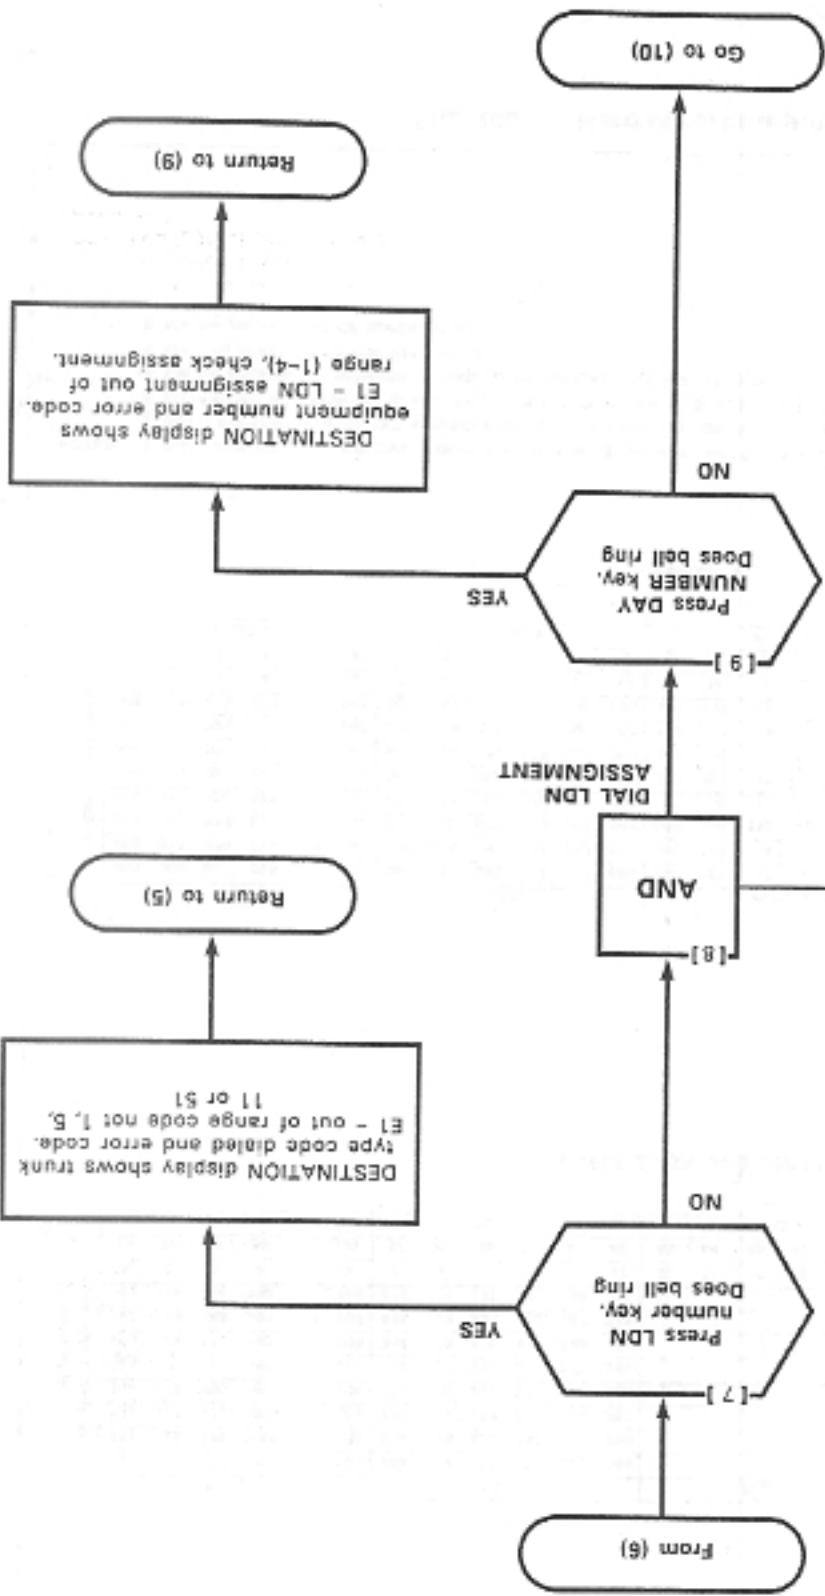 From (6)
[ 7 ]
Press LDN
number key.
Does bell ring
YES
NO
DESTINATION display shows trunk
type code dialed and error code.
E1 – out of range code not 1, 5,
11 or 51
Return to (5)
[ 8 ]
AND
DIAL LDN
ASSIGNMENT
[ 9 ]
Press DAY
NUMBER key.
Does bell ring
YES
NO
DESTINATION display shows
equipment number and error code.
E1 – LDN assignment out of
range (1–4), check assignment.
Return to (9)
Go to (10)